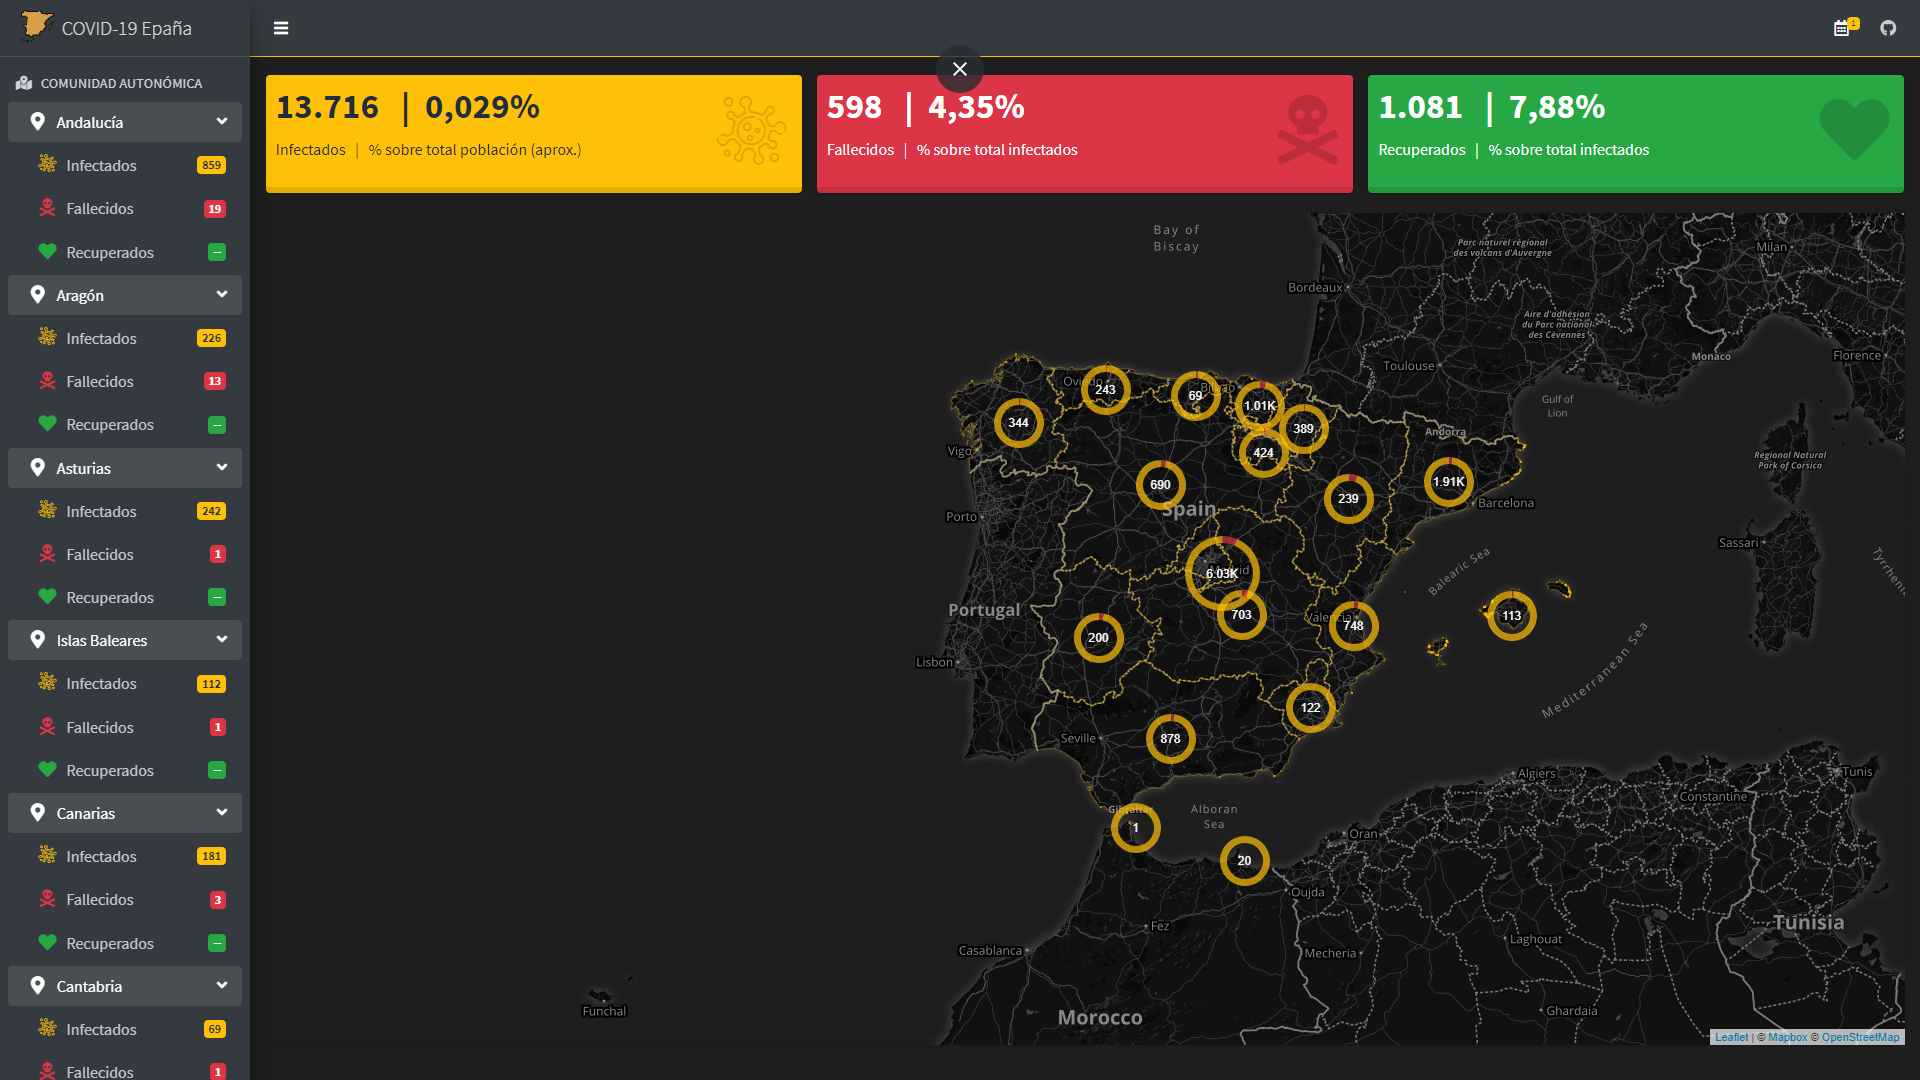 COVID-19 Epaña
1
COMUNIDAD AUTONÓMICA
Andalucía
Infectados 859
Fallecidos 19
Recuperados –
Aragón
Infectados 226
Fallecidos 13
Recuperados –
Asturias
Infectados 242
Fallecidos 1
Recuperados –
Islas Baleares
Infectados 112
Fallecidos 1
Recuperados –
Canarias
Infectados 181
Fallecidos 3
Recuperados –
Cantabria
Infectados 69
Fallecidos 1
13.716 | 0,029%
Infectados | % sobre total población (aprox.)
598 | 4,35%
Fallecidos | % sobre total infectados
1.081 | 7,88%
Recuperados | % sobre total infectados
Bay of
Biscay
Parc naturel régional
des volcans d'Auvergne
Milan
Bordeaux
Aire d'adhésion
du Parc national
des Cévennes
Monaco
Florence
Toulouse
Oviedo
243
69
Bilbao
1.01K
389
344
424
Gulf of
Lion
Andorra
Vigo
Regional Natural
Park of Corsica
690
239
1.91K
Spain
Barcelona
Porto
Sassari
Balearic Sea
Tyrrhen
6.03K
Madrid
Portugal
703
Valencia
748
113
200
Lisbon
Mediterranean Sea
122
Seville
878
Algiers
Tunis
Constantine
Gibraltar
Alboran
Sea
1
Oran
20
Oujda
Fez
Tunisia
Laghouat
Casablanca
Mecheria
Funchal
Morocco
Ghardaia
Leaflet | © Mapbox © OpenStreetMap